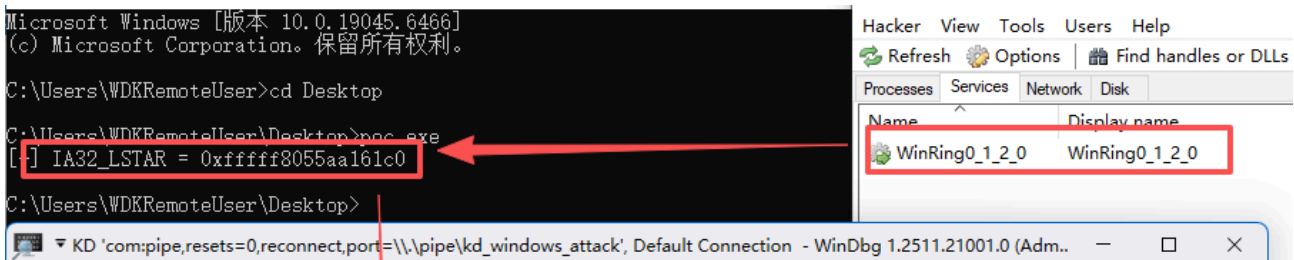 Microsoft Windows [版本 10.0.19045.6466]
(c) Microsoft Corporation。保留所有权利。
C:\Users\WDKRemoteUser>cd Desktop
C:\Users\WDKRemoteUser\Desktop>poc.exe
[+] IA32_LSTAR = 0xfffff8055aa161c0
C:\Users\WDKRemoteUser\Desktop>
Hacker View Tools Users Help
Refresh Options Find handles or DLLs
Processes Services Network Disk
Name Display name
WinRing0_1_2_0 WinRing0_1_2_0
KD 'com:pipe,resets=0,reconnect,port=\\.\pipe\kd_windows_attack', Default Connection - WinDbg 1.2511.21001.0 (Adm..